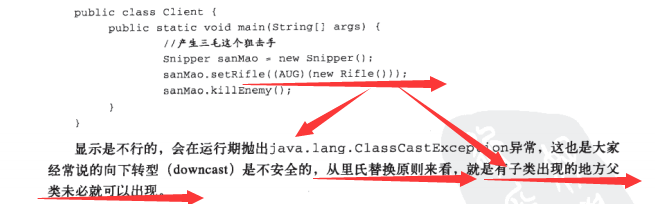 public class Client {
public static void main(String[] args) {
//产生三毛这个狙击手
Snipper sanMao = new Snipper();
sanMao.setRifle((AUG)(new Rifle()));
sanMao.killEnemy();
}
}
显示是不行的，会在运行期抛出java.lang.ClassCastException异常，这也是大家
经常说的向下转型（downcast）是不安全的，从里氏替换原则来看，就是有子类出现的地方父
类未必就可以出现。